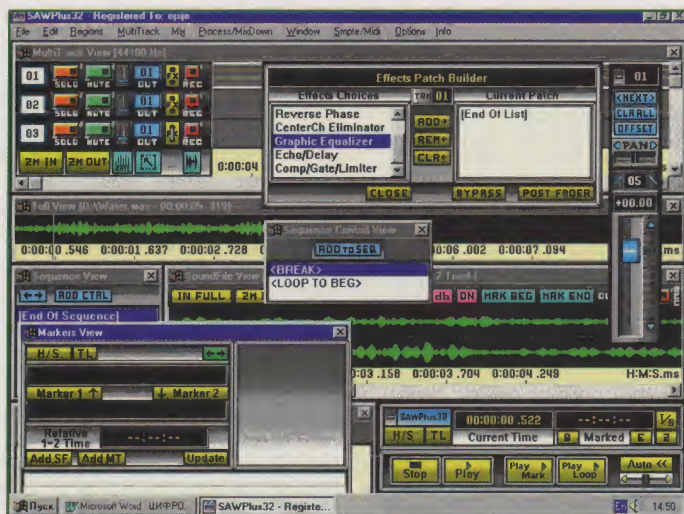 SAWPlus32 - Registered To:
File Edit Regions MultiTrack Mix Process/MixDown Window Smpte/Midi Options Info
MultiTrack View [44100 Hz]
01 SOLO MUTE 01 OUT FX REC
02 SOLO MUTE 01 OUT FX REC
03 SOLO MUTE 01 OUT REC
ZM IN ZM OUT
0:00:04
Effects Patch Builder
Effects Choices TRK 01 Current Patch
Reverse Phase
CenterCh Eliminator
Graphic Equalizer
Echo/Delay
Comp/Gate/Limiter
ADD→
REM←
CLR←
[End Of List]
CLOSE BYPASS POST FADER
01
<NEXT>
CLR ALL
OFFSET
<PAN>
05
+00.00
Full View
0:00:00 .546 0:00:01 .637 0:00:02 .728 0:00:06 .002 0:00:07 .094 .ms
Sequence Control View
ADD TO SEQ
<BREAK>
<LOOP TO BEG>
Sequence View
ADD CTRL
[End Of Sequence]
SoundFile View
IN FULL db DN MRK BEG MRK END
0:03 .158 0:00:03 .704 0:00:04 .249 H:M:S.ms
Markers View
H/S TL
Marker 1 ↑ ↓ Marker 2
Relative
1-2 Time --:--:--
Add SF Add MT Update
SAWPlus32 00:00:00 .522 --:--:--
H/S TL Current Time B Marked E
Stop Play Play Mark Play Loop Auto <<
Пуск Microsoft Word ЦИФРО. SAWPlus32 - Registe... En 14:50